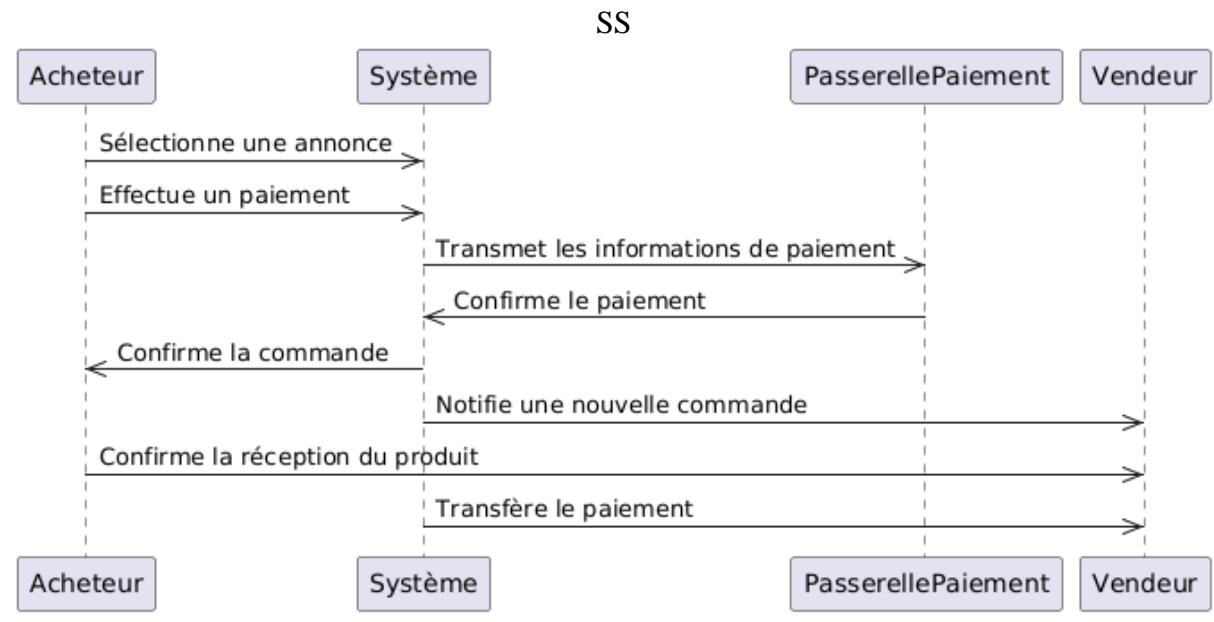 SS
Acheteur Système PasserellePaiement Vendeur
Sélectionne une annonce
Effectue un paiement
Transmet les informations de paiement
Confirme le paiement
Confirme la commande
Notifie une nouvelle commande
Confirme la réception du produit
Transfère le paiement
Acheteur Système PasserellePaiement Vendeur